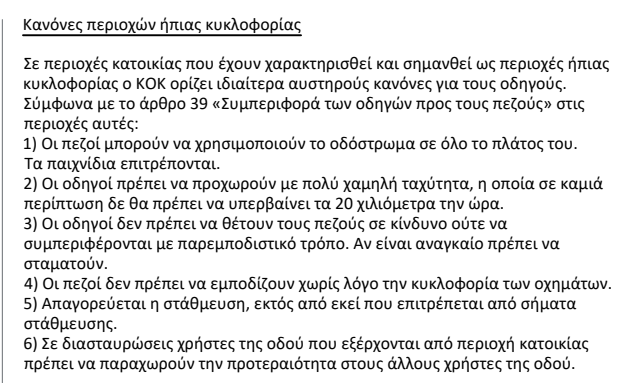 Κανόνες περιοχών ήπιας κυκλοφορίας
Σε περιοχές κατοικίας που έχουν χαρακτηρισθεί και σημανθεί ως περιοχές ήπιας
κυκλοφορίας ο ΚΟΚ ορίζει ιδιαίτερα αυστηρούς κανόνες για τους οδηγούς.
Σύμφωνα με το άρθρο 39 «Συμπεριφορά των οδηγών προς τους πεζούς» στις
περιοχές αυτές:
1) Οι πεζοί μπορούν να χρησιμοποιούν το οδόστρωμα σε όλο το πλάτος του.
Τα παιχνίδια επιτρέπονται.
2) Οι οδηγοί πρέπει να προχωρούν με πολύ χαμηλή ταχύτητα, η οποία σε καμιά
περίπτωση δε θα πρέπει να υπερβαίνει τα 20 χιλιόμετρα την ώρα.
3) Οι οδηγοί δεν πρέπει να θέτουν τους πεζούς σε κίνδυνο ούτε να
συμπεριφέρονται με παρεμποδιστικό τρόπο. Αν είναι αναγκαίο πρέπει να
σταματούν.
4) Οι πεζοί δεν πρέπει να εμποδίζουν χωρίς λόγο την κυκλοφορία των οχημάτων.
5) Απαγορεύεται η στάθμευση, εκτός από εκεί που επιτρέπεται από σήματα
στάθμευσης.
6) Σε διασταυρώσεις χρήστες της οδού που εξέρχονται από περιοχή κατοικίας
πρέπει να παραχωρούν την προτεραιότητα στους άλλους χρήστες της οδού.